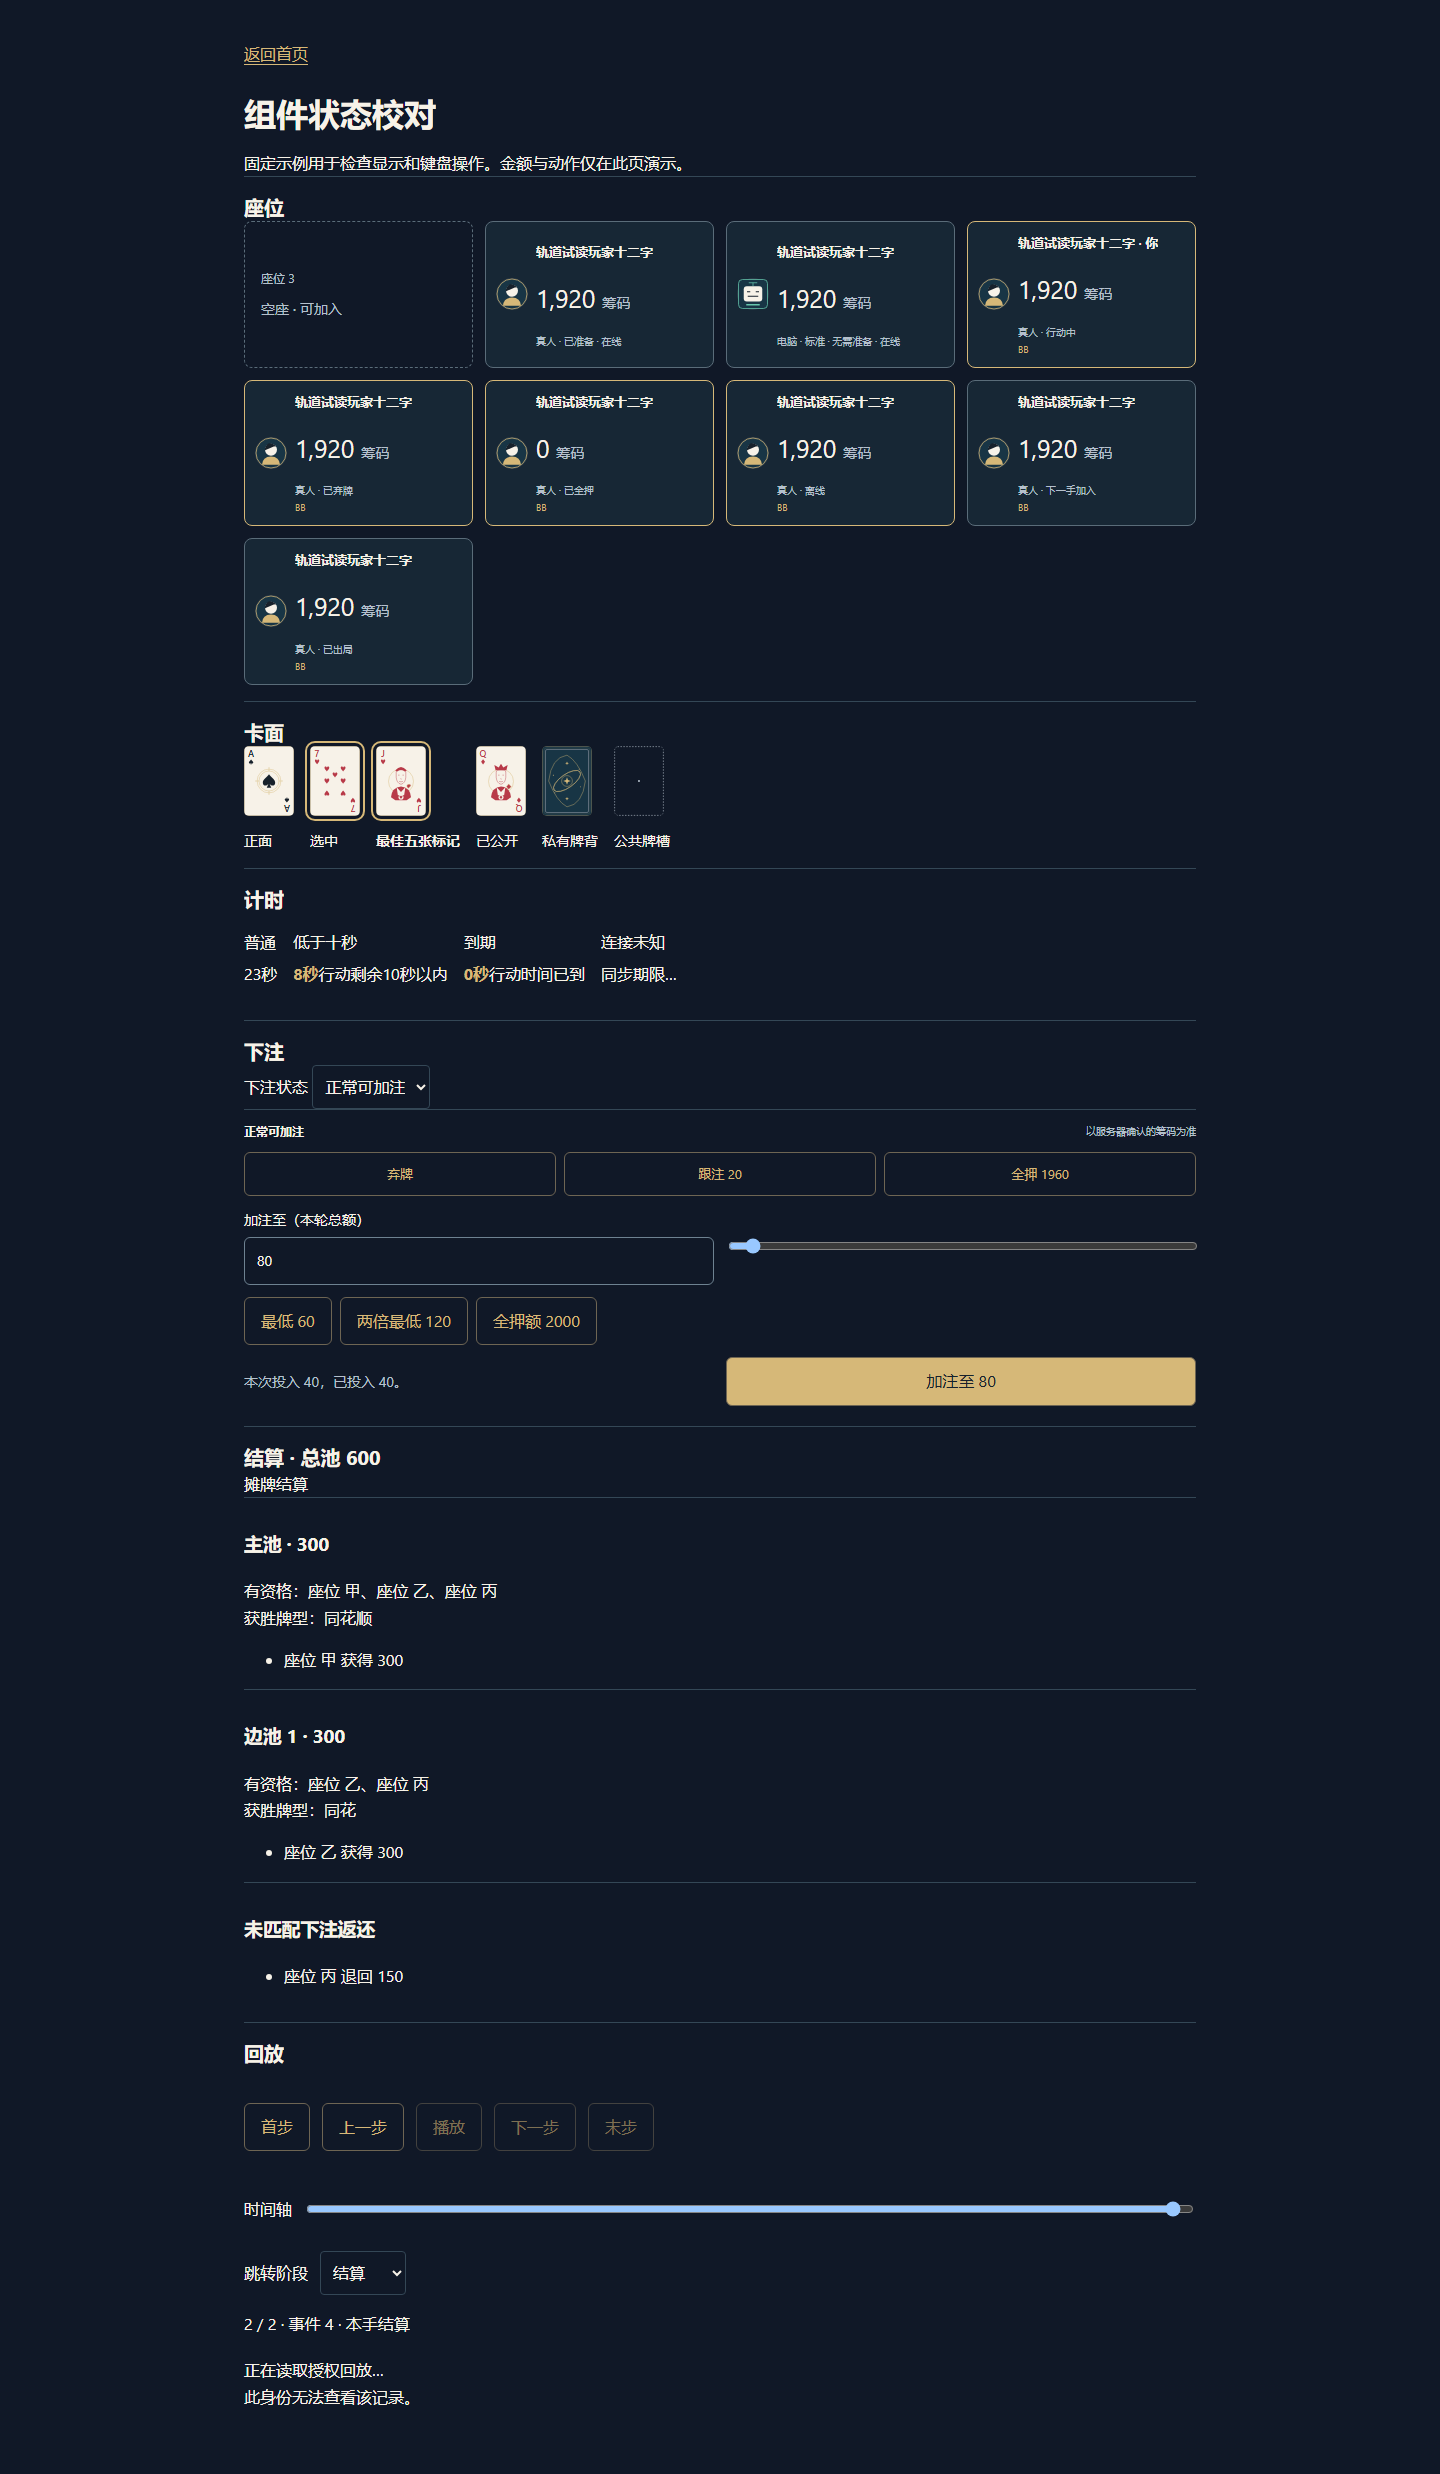 返回首页
组件状态校对
固定示例用于检查显示和键盘操作。金额与动作仅在此页演示。
座位
座位 3
空座 · 可加入
轨道试读玩家十二字
1,920 筹码
真人 · 已准备 · 在线
轨道试读玩家十二字
1,920 筹码
电脑 · 标准 · 无需准备 · 在线
轨道试读玩家十二字 · 你
1,920 筹码
真人 · 行动中
BB
轨道试读玩家十二字
1,920 筹码
真人 · 已弃牌
BB
轨道试读玩家十二字
0 筹码
真人 · 已全押
BB
轨道试读玩家十二字
1,920 筹码
真人 · 离线
BB
轨道试读玩家十二字
1,920 筹码
真人 · 下一手加入
BB
轨道试读玩家十二字
1,920 筹码
真人 · 已出局
BB
卡面
A
A
正面
7
7
选中
J
J
最佳五张标记
Q
Q
已公开
私有牌背
公共牌槽
计时
普通 低于十秒 到期 连接未知
23秒 8秒行动剩余10秒以内 0秒行动时间已到 同步期限...
下注
下注状态 正常可加注
正常可加注 以服务器确认的筹码为准
弃牌 跟注 20 全押 1960
加注至（本轮总额）
80
最低 60 两倍最低 120 全押额 2000
本次投入 40，已投入 40。 加注至 80
结算 · 总池 600
摊牌结算
主池 · 300
有资格：座位 甲、座位 乙、座位 丙
获胜牌型：同花顺
• 座位 甲 获得 300
边池 1 · 300
有资格：座位 乙、座位 丙
获胜牌型：同花
• 座位 乙 获得 300
未匹配下注返还
• 座位 丙 退回 150
回放
首步 上一步 播放 下一步 末步
时间轴
跳转阶段 结算
2 / 2 · 事件 4 · 本手结算
正在读取授权回放...
此身份无法查看该记录。